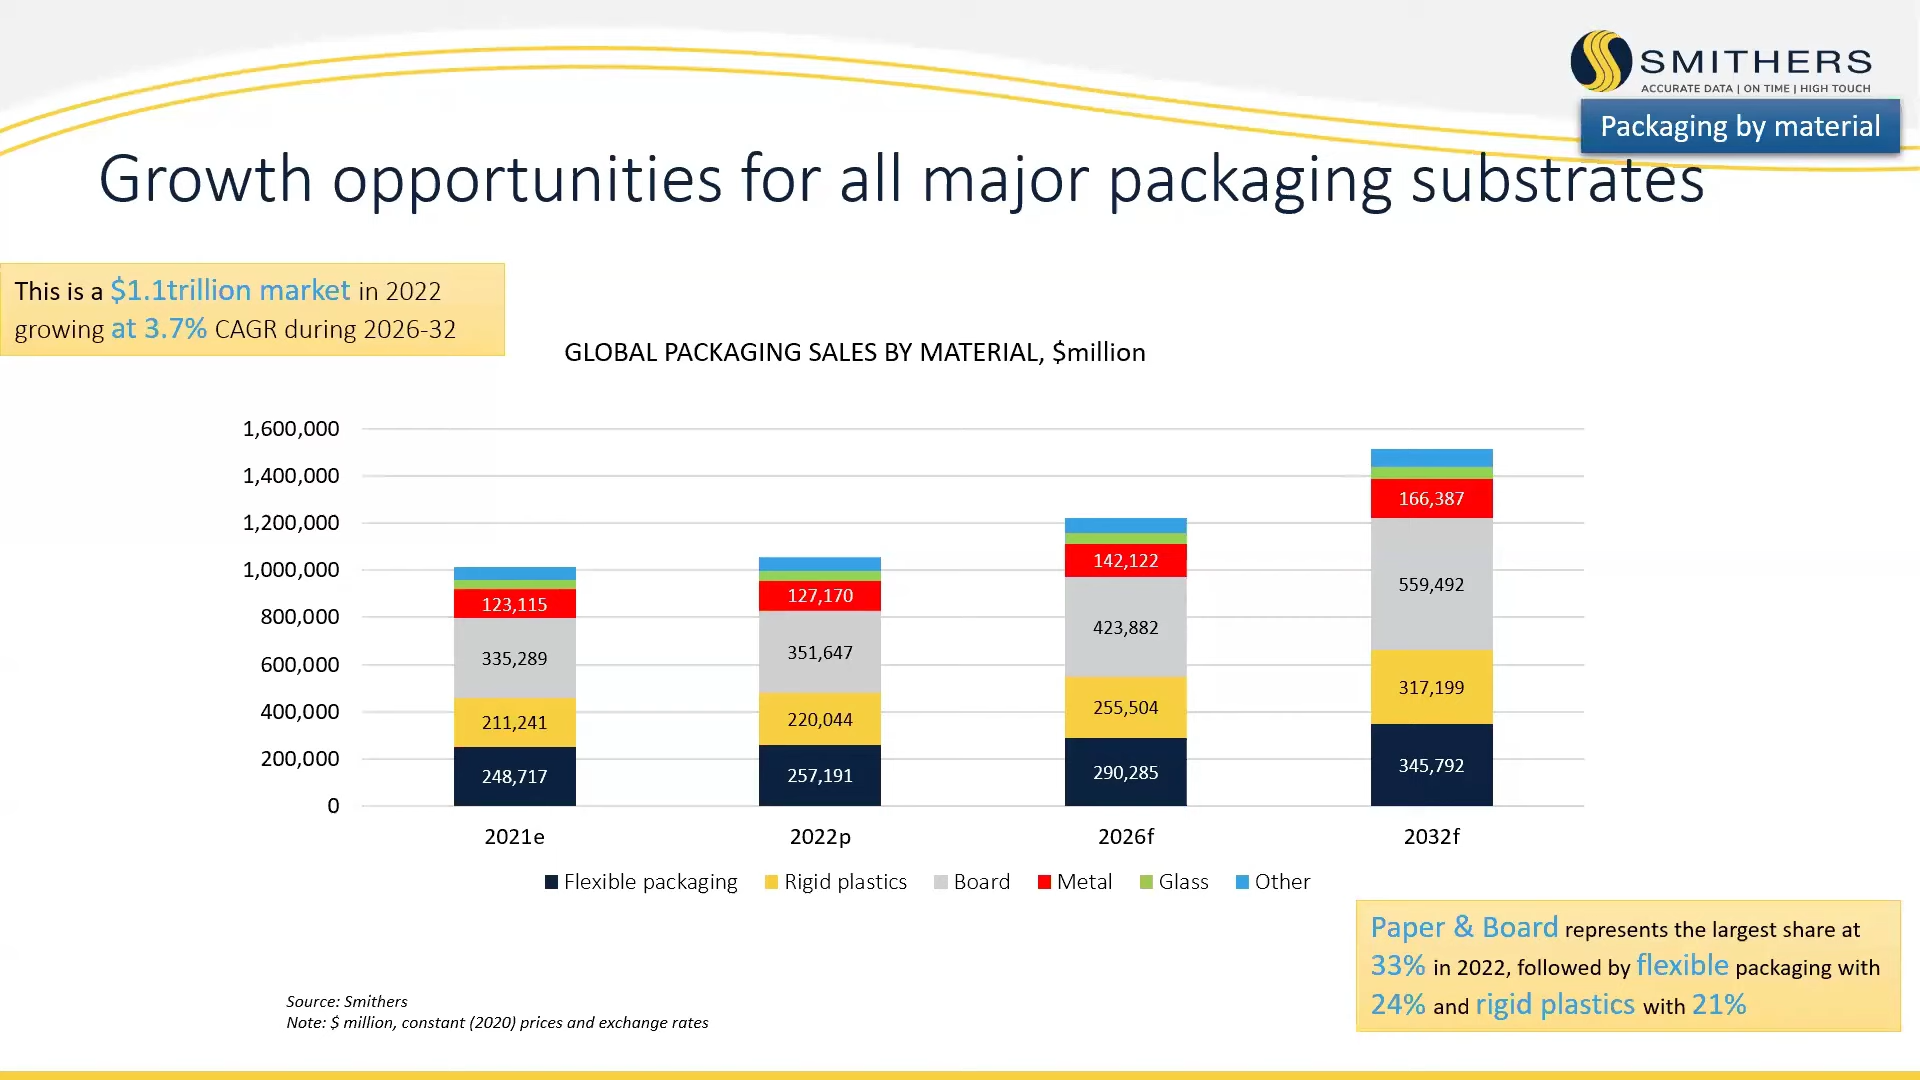 SMITHERS
ACCURATE DATA | ON TIME | HIGH TOUCH
Packaging by material
Growth opportunities for all major packaging substrates
This is a $1.1trillion market in 2022
growing at 3.7% CAGR during 2026-32
GLOBAL PACKAGING SALES BY MATERIAL, $million
1,600,000
1,400,000
1,200,000
1,000,000
800,000
600,000
400,000
200,000
0
123,115
335,289
211,241
248,717
127,170
351,647
220,044
257,191
142,122
423,882
255,504
290,285
166,387
559,492
317,199
345,792
2021e 2022p 2026f 2032f
Flexible packaging Rigid plastics Board Metal Glass Other
Paper & Board represents the largest share at
33% in 2022, followed by flexible packaging with
24% and rigid plastics with 21%
Source: Smithers
Note: $ million, constant (2020) prices and exchange rates